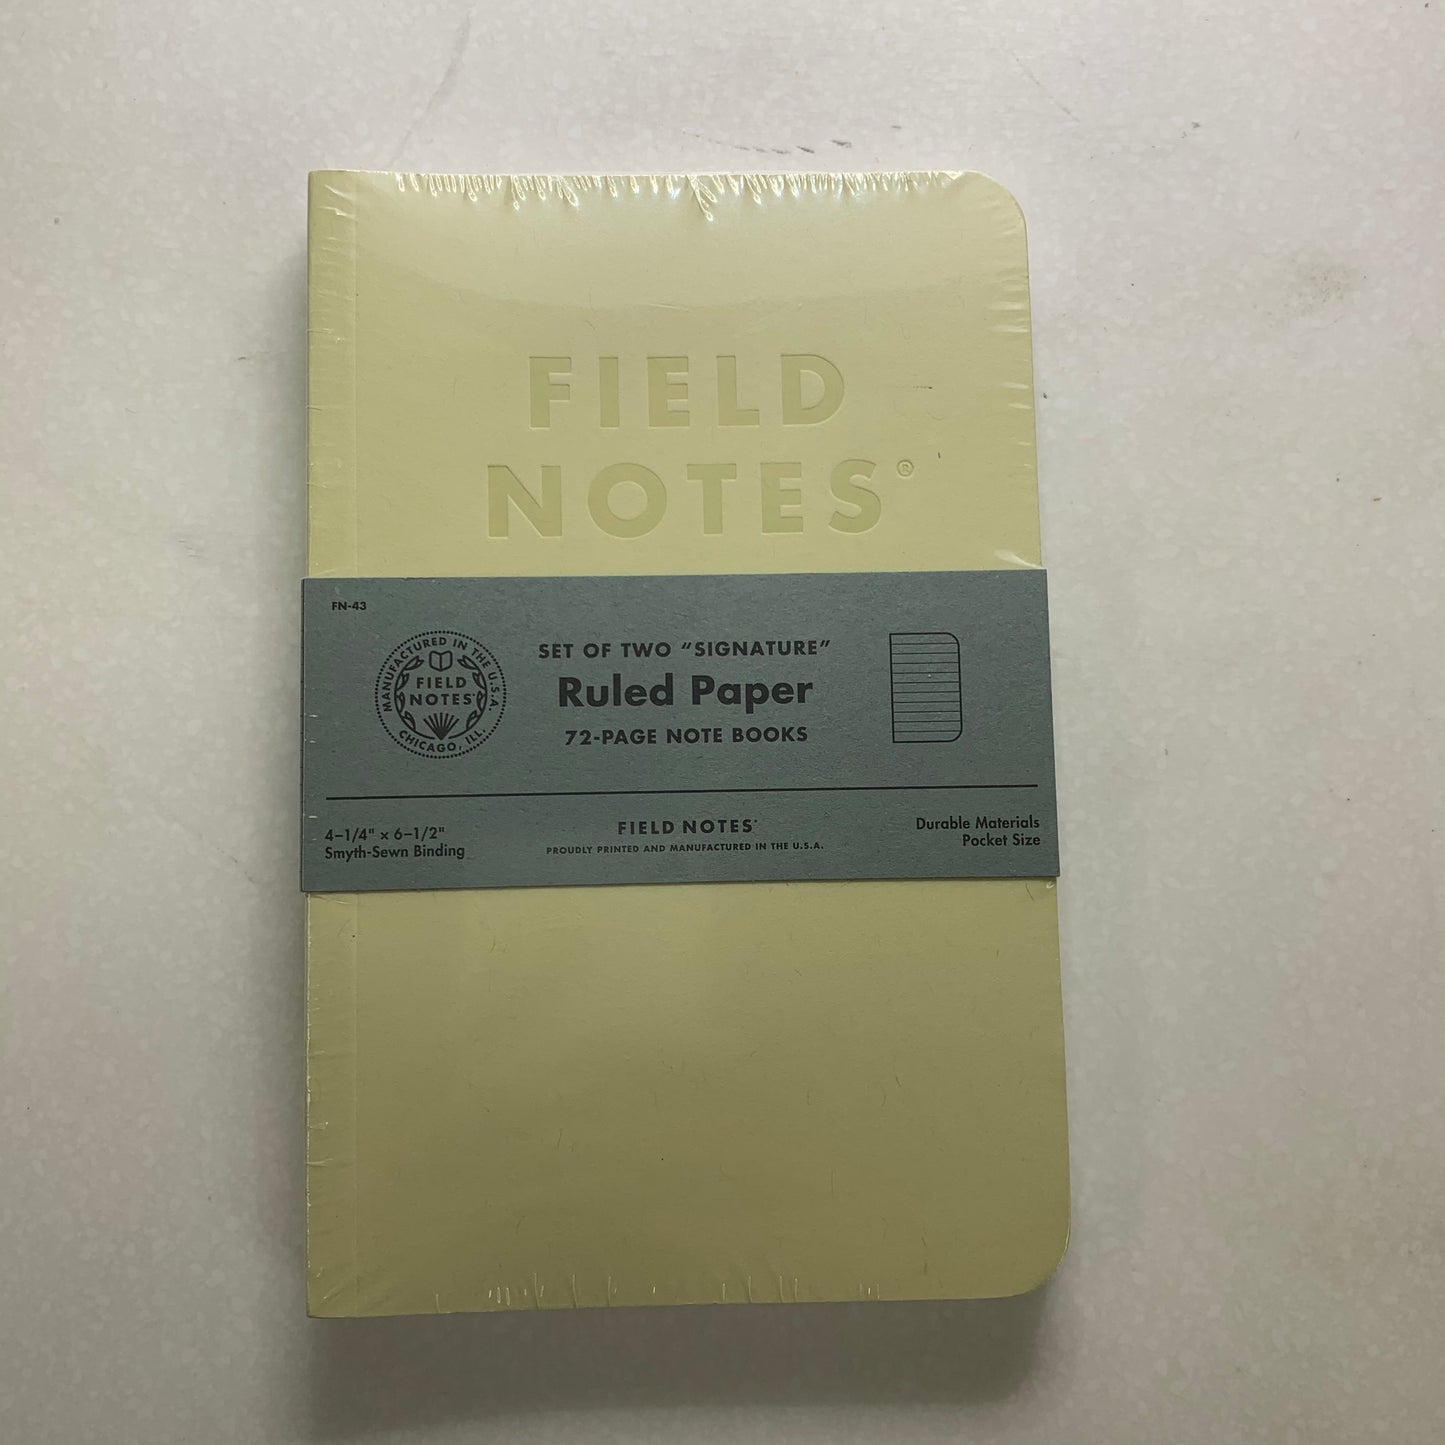 FIELD
NOTES®
FN-43
MANUFACTURED IN THE U.S.A.
FIELD
NOTES
CHICAGO, ILL.
SET OF TWO “SIGNATURE”
Ruled Paper
72-PAGE NOTE BOOKS
4–1/4" × 6–1/2"
Smyth-Sewn Binding
FIELD NOTES
PROUDLY PRINTED AND MANUFACTURED IN THE U.S.A.
Durable Materials
Pocket Size